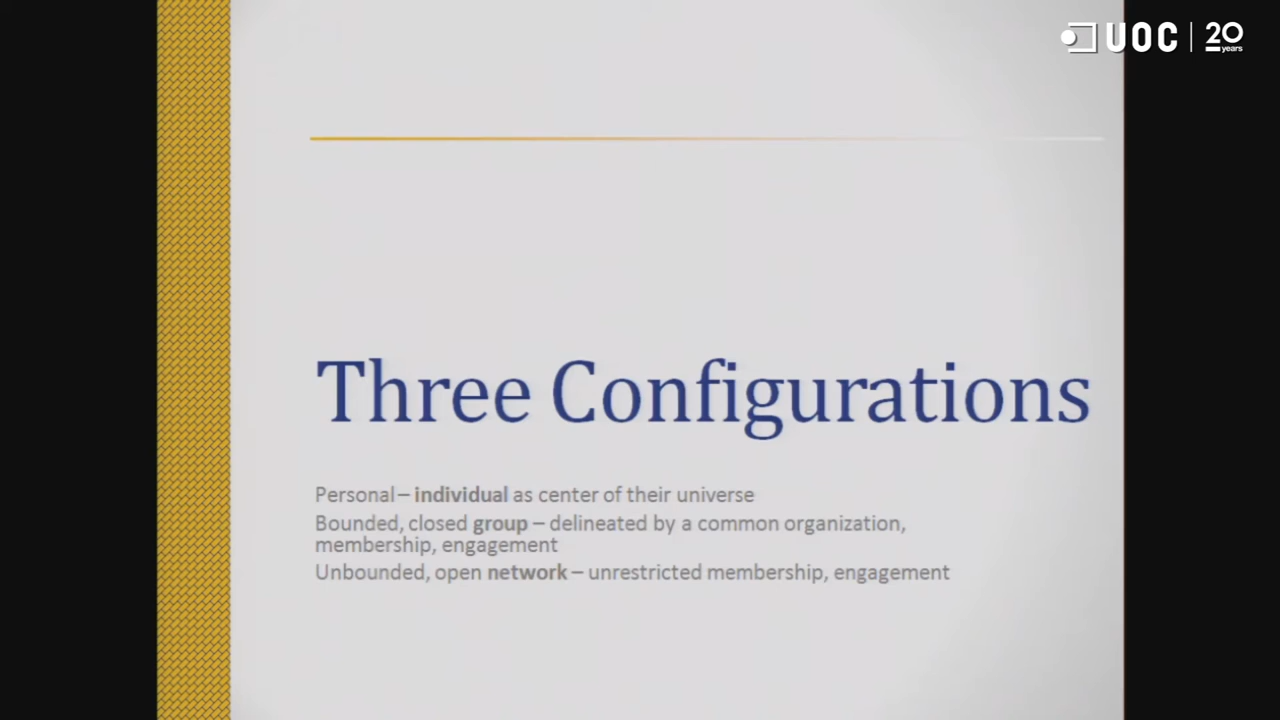 UOC | 20 years
Three Configurations
Personal – individual as center of their universe
Bounded, closed group – delineated by a common organization,
membership, engagement
Unbounded, open network – unrestricted membership, engagement